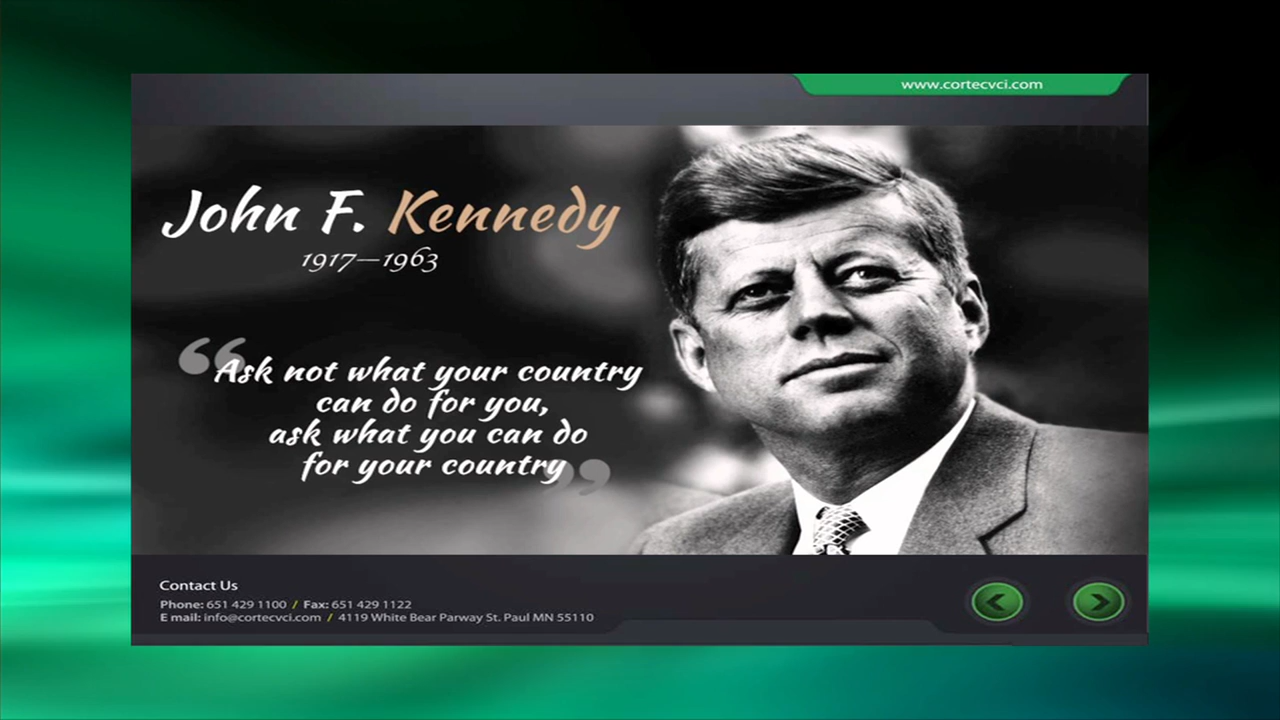 www.cortecvci.com
John F. Kennedy
1917—1963
“Ask not what your country
can do for you,
ask what you can do
for your country”
Contact Us
Phone: 651 429 1100 / Fax: 651 429 1122
E mail: info@cortecvci.com / 4119 White Bear Parway St. Paul MN 55110